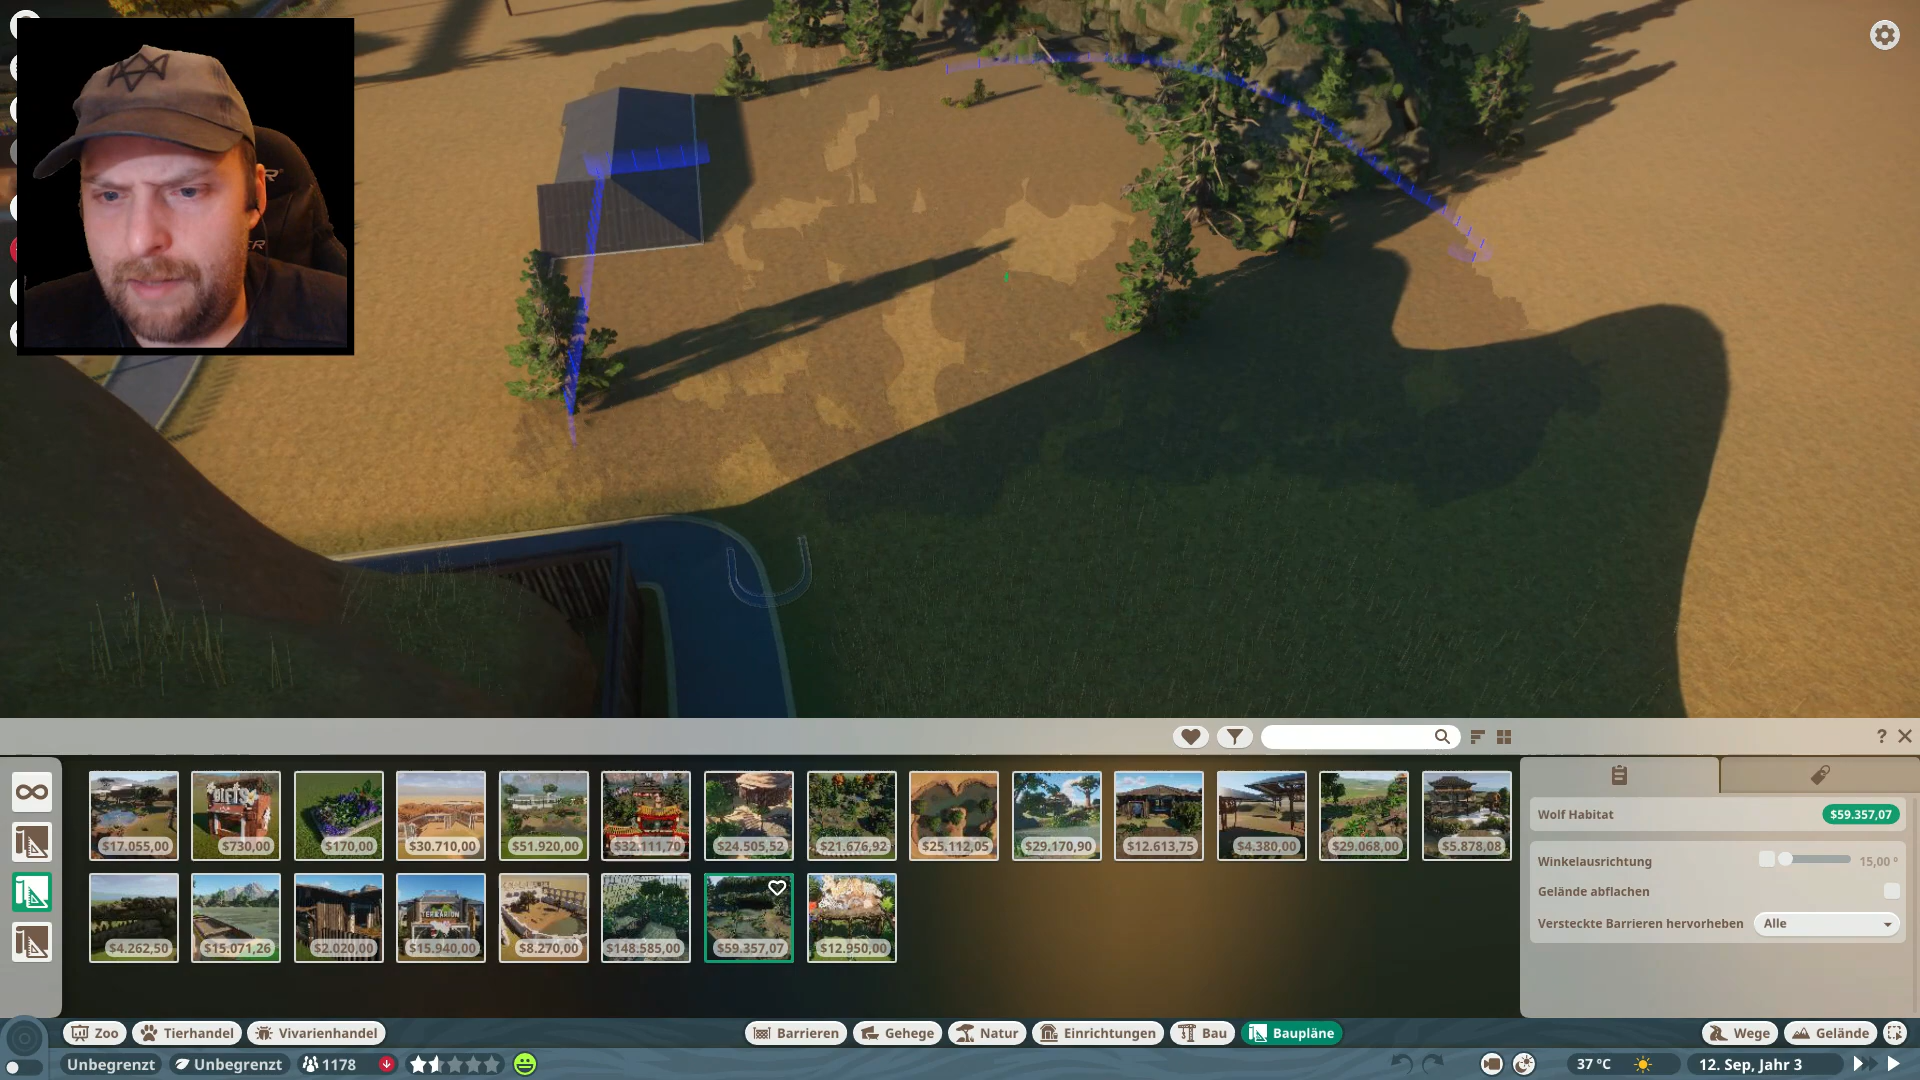 $17.055,00
$730,00
$170,00
$30.710,00
$51.920,00
$32.111,70
$24.505,52
$21.676,92
$25.112,05
$29.170,90
$12.613,75
$4.380,00
$29.068,00
$5.878,08
GIFTS
$4.262,50
$15.071,26
$2.020,00
$15.940,00
$8.270,00
$148.585,00
$59.357,07
$12.950,00
TERRARION
?
Wolf Habitat
$59.357,07
Winkelausrichtung
15,00 °
Gelände abflachen
Versteckte Barrieren hervorheben
Alle
Zoo
Tierhandel
Vivarienhandel
Barrieren
Gehege
Natur
Einrichtungen
Bau
Baupläne
Wege
Gelände
Unbegrenzt
Unbegrenzt
1178
37 °C
12. Sep, Jahr 3